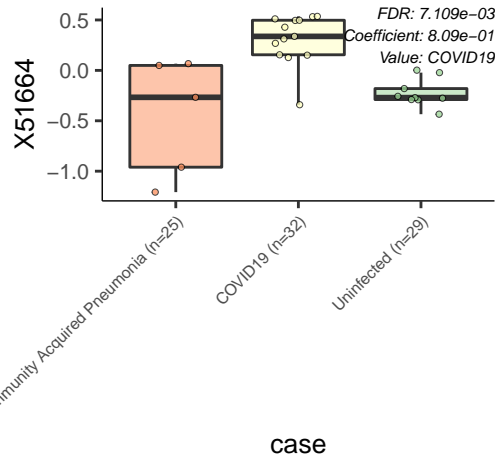 FDR: 7.109e-03
Coefficient: 8.09e-01
Value: COVID19
X51664
0.5
0.0
−0.5
−1.0
Acquired Pneumonia (n=25)
COVID19 (n=32)
Uninfected (n=29)
case